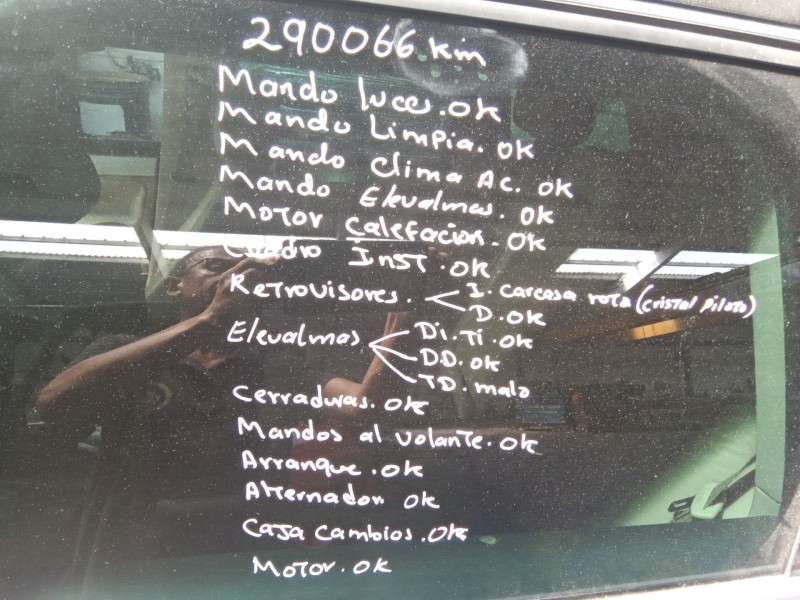 290066 km
Mando luces. ok
Mando Limpia. ok
Mando Clima Ac. ok
Mando Elevalmas. ok
Motor Calefacion. ok
Cuadro Inst. ok
Retrovisores. I. carcasa rota (cristal piloto)
D. ok
Elevalmas Di. Ti. ok
DD. ok
TD. malo
Cerraduras. ok
Mandos al volante. ok
Arranque. ok
Alternador. ok
Caja cambios. ok
Motor. ok